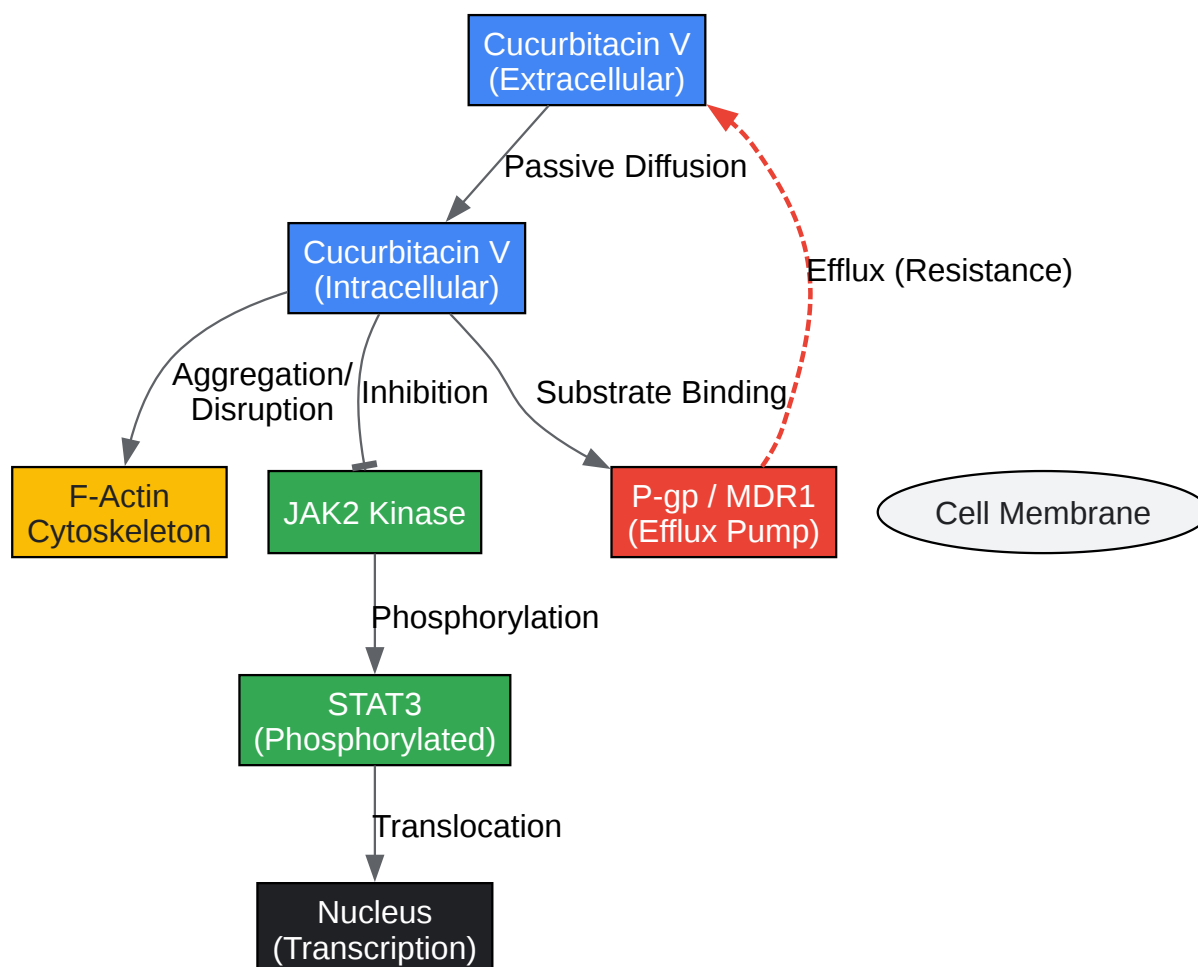 Cucurbitacin V
(Extracellular)
Passive Diffusion
Cucurbitacin V
(Intracellular)
Efflux (Resistance)
Aggregation/
Disruption
Inhibition
Substrate Binding
F-Actin
Cytoskeleton
JAK2 Kinase
P-gp / MDR1
(Efflux Pump)
Cell Membrane
Phosphorylation
STAT3
(Phosphorylated)
Translocation
Nucleus
(Transcription)